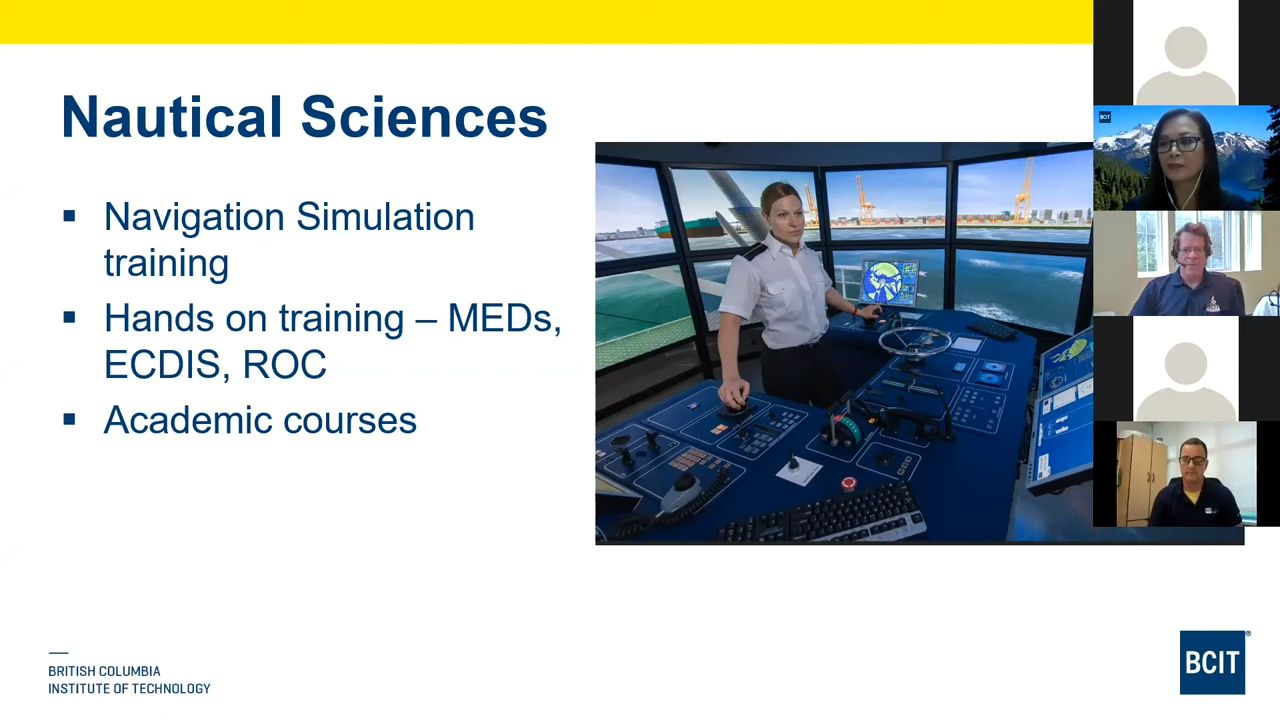 Nautical Sciences
▪ Navigation Simulation
training
▪ Hands on training – MEDs,
ECDIS, ROC
▪ Academic courses
BCIT
BRITISH COLUMBIA
INSTITUTE OF TECHNOLOGY
BCIT®